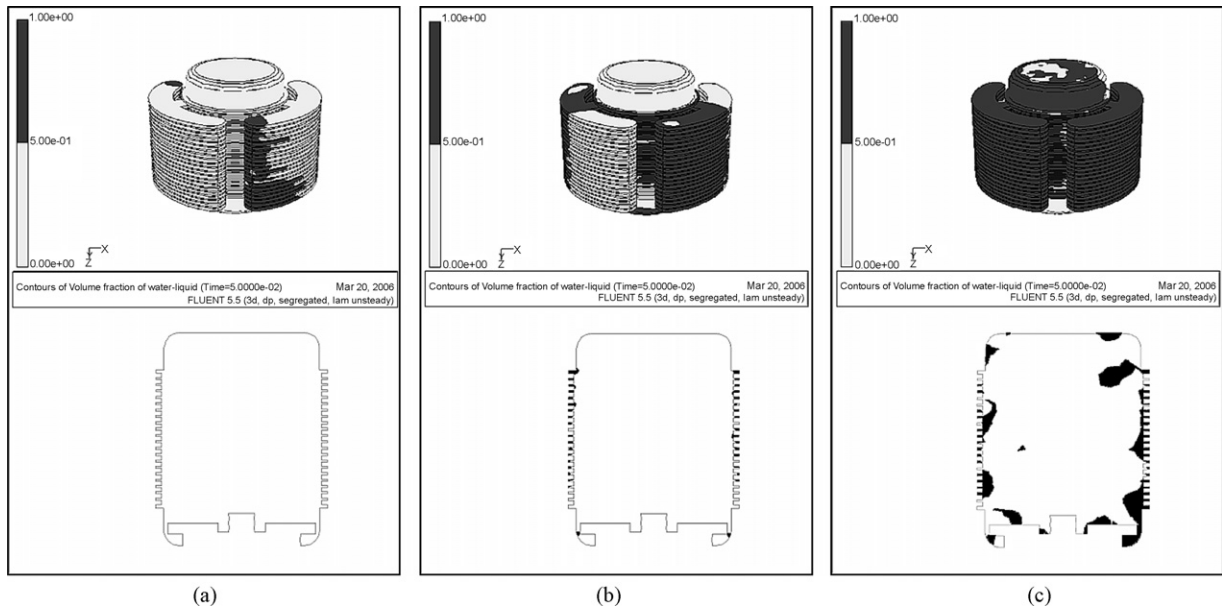 1.00e+00
5.00e-01
0.00e+00
X
Z
Contours of Volume fraction of water-liquid (Time=5.0000e-02) Mar 20, 2006
FLUENT 5.5 (3d, dp, segregated, lam unsteady)
(a)
1.00e+00
5.00e-01
0.00e+00
X
Z
Contours of Volume fraction of water-liquid (Time=5.0000e-02) Mar 20, 2006
FLUENT 5.5 (3d, dp, segregated, lam unsteady)
(b)
1.00e+00
5.00e-01
0.00e+00
X
Z
Contours of Volume fraction of water-liquid (Time=5.0000e-02) Mar 20, 2006
FLUENT 5.5 (3d, dp, segregated, lam unsteady)
(c)